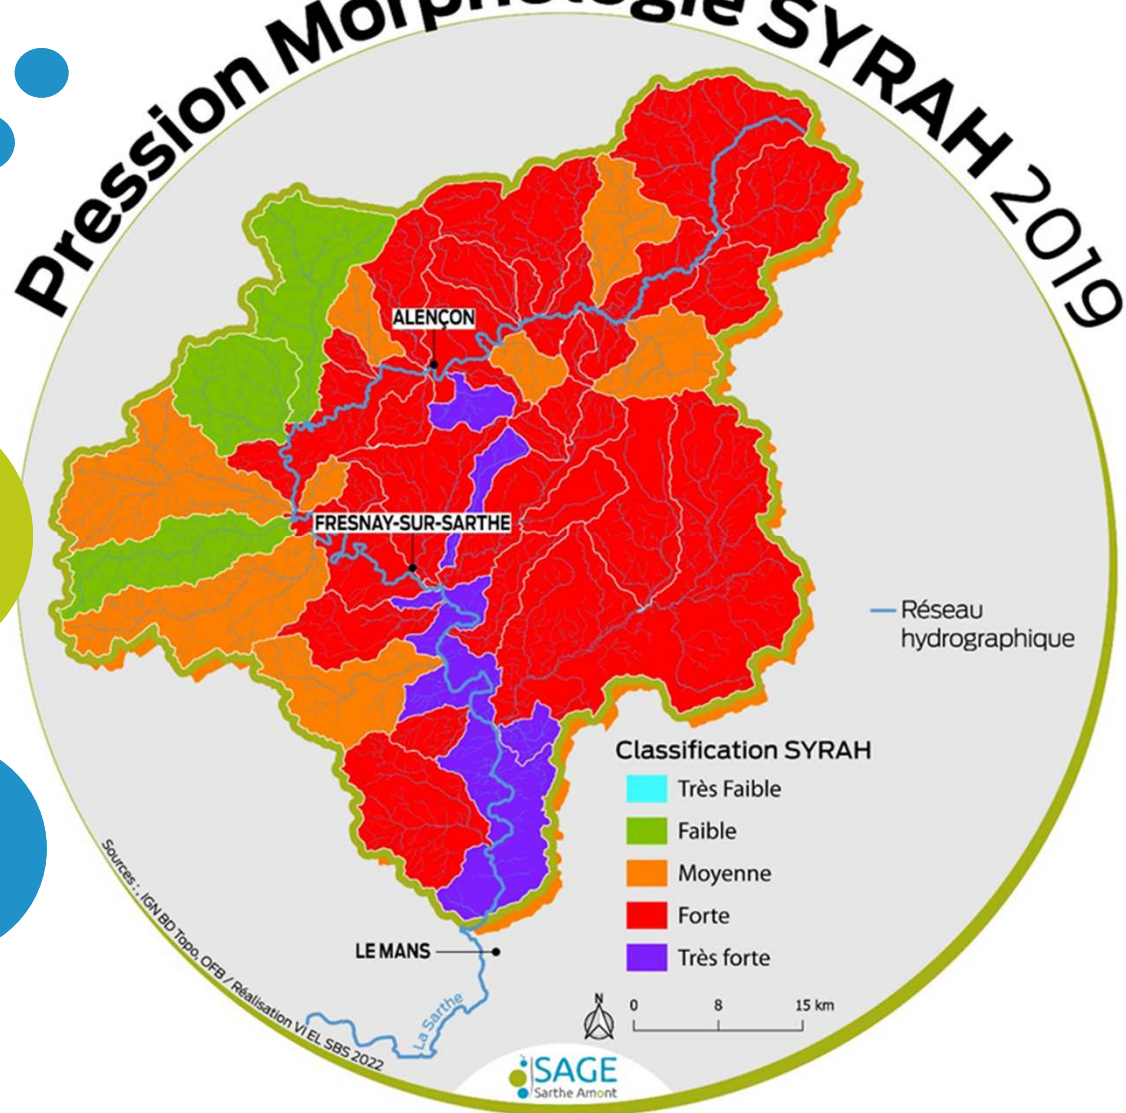 Pression Morphologie SYRAH 2019
ALENÇON
FRESNAY-SUR-SARTHE
Réseau
hydrographique
Classification SYRAH
Très Faible
Faible
Moyenne
Forte
Très forte
LE MANS
N
0 8 15 km
La Sarthe
Sources : , IGN BD Topo, OFB / Réalisation VI EL SBS 2022
SAGE
Sarthe Amont